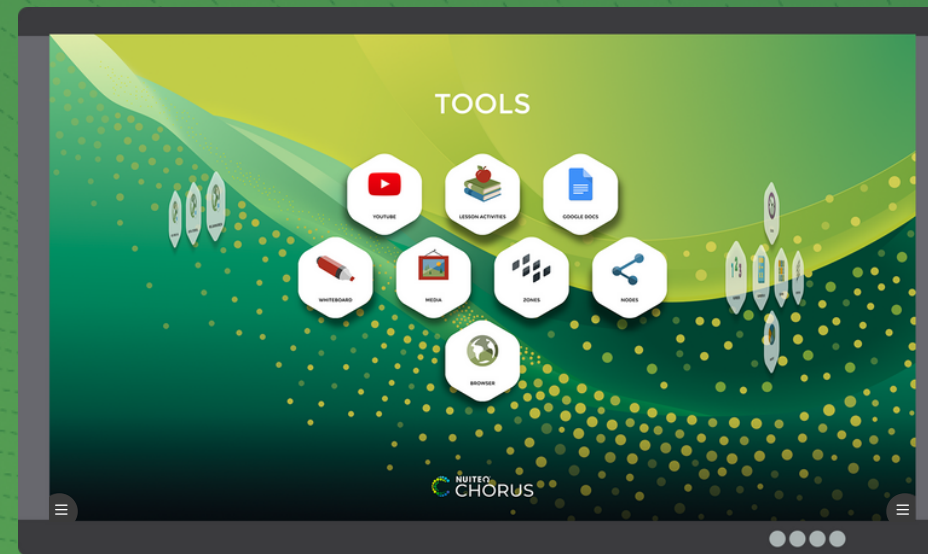 TOOLS
YOUTUBE
LESSON ACTIVITIES
GOOGLE DOCS
WHITEBOARD
MEDIA
ZONES
NODES
BROWSER
NUITEQ
CHORUS